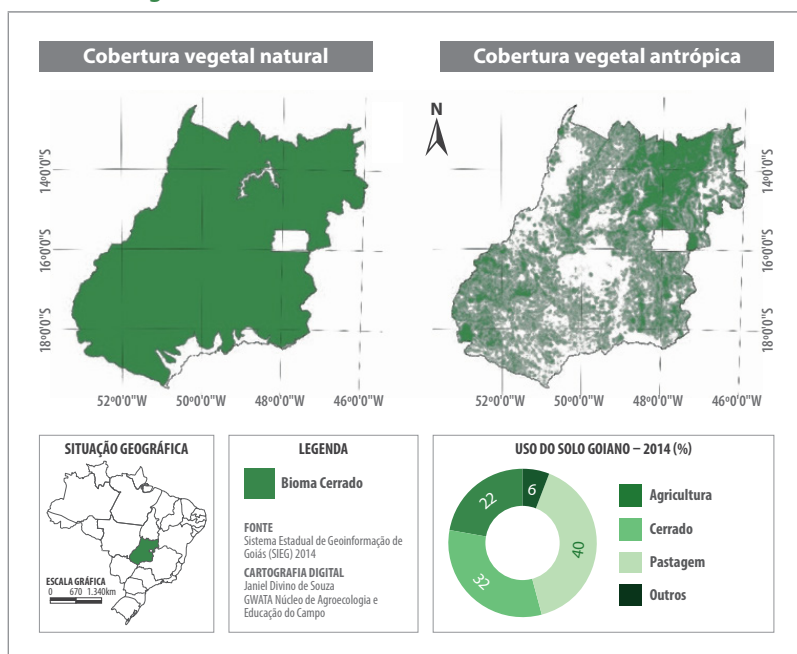 Cobertura vegetal natural
Cobertura vegetal antrópica
N
14º0'0"S
16º0'0"S
18º0'0"S
52º0'0"W
50º0'0"W
48º0'0"W
46º0'0"W
14º0'0"S
16º0'0"S
18º0'0"S
52º0'0"W
50º0'0"W
48º0'0"W
46º0'0"W
SITUAÇÃO GEOGRÁFICA
ESCALA GRÁFICA
0 670 1.340km
LEGENDA
Bioma Cerrado
FONTE
Sistema Estadual de Geoinformação de
Goiás (SIEG) 2014
CARTOGRAFIA DIGITAL
Janiel Divino de Souza
GWATA Núcleo de Agroecologia e
Educação do Campo
USO DO SOLO GOIANO – 2014 (%)
22
6
40
32
Agricultura
Cerrado
Pastagem
Outros